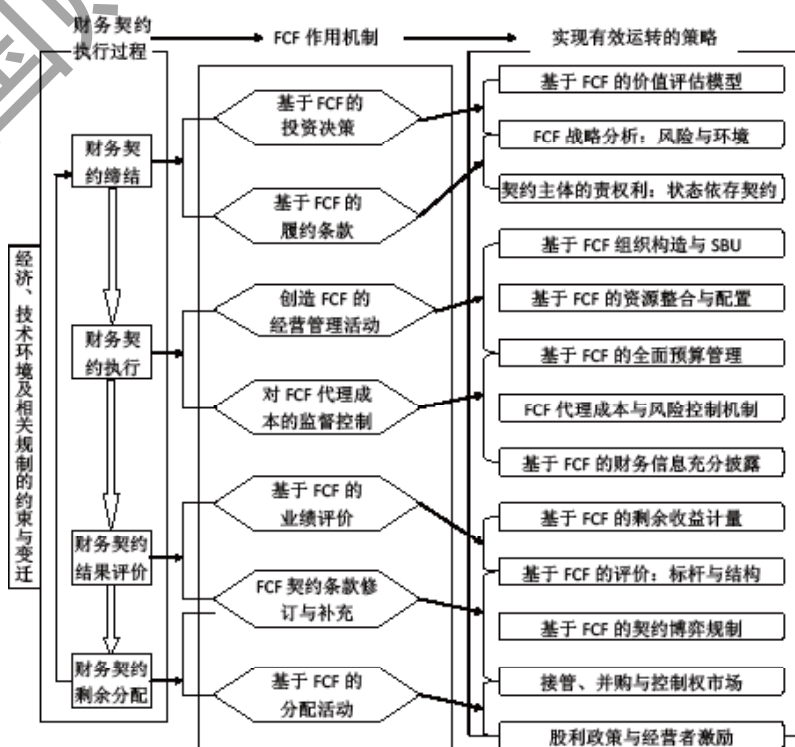 财务契约
执行过程
FCF 作用机制
实现有效运转的策略
经济、技术环境及相关规制的约束与变迁
财务契
约缔结
财务契
约执行
财务契约
结果评价
财务契约
剩余分配
基于 FCF 的
投资决策
基于 FCF 的
履约条款
创造 FCF 的
经营管理活动
对 FCF 代理成
本的监督控制
基于 FCF 的
业绩评价
FCF 契约条款修
订与补充
基于 FCF 的
分配活动
基于 FCF 的价值评估模型
FCF 战略分析：风险与环境
契约主体的责权利：状态依存契约
基于 FCF 组织构造与 SBU
基于 FCF 的资源整合与配置
基于 FCF 的全面预算管理
FCF 代理成本与风险控制机制
基于 FCF 的财务信息充分披露
基于 FCF 的剩余收益计量
基于 FCF 的评价：标杆与结构
基于 FCF 的契约博弈规制
接管、并购与控制权市场
股利政策与经营者激励